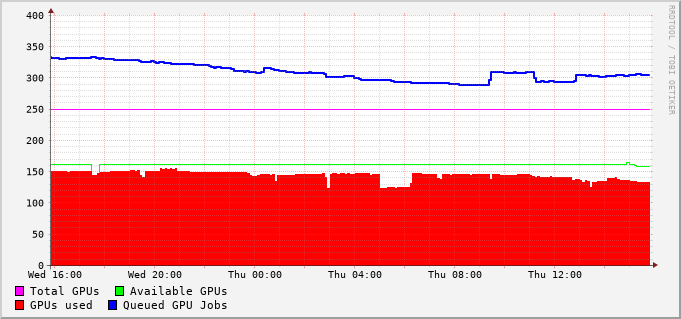 400
350
300
250
200
150
100
50
0
Wed 16:00 Wed 20:00 Thu 00:00 Thu 04:00 Thu 08:00 Thu 12:00
Total GPUs Available GPUs
GPUs used Queued GPU Jobs
RRDTOOL / TOBI OETIKER